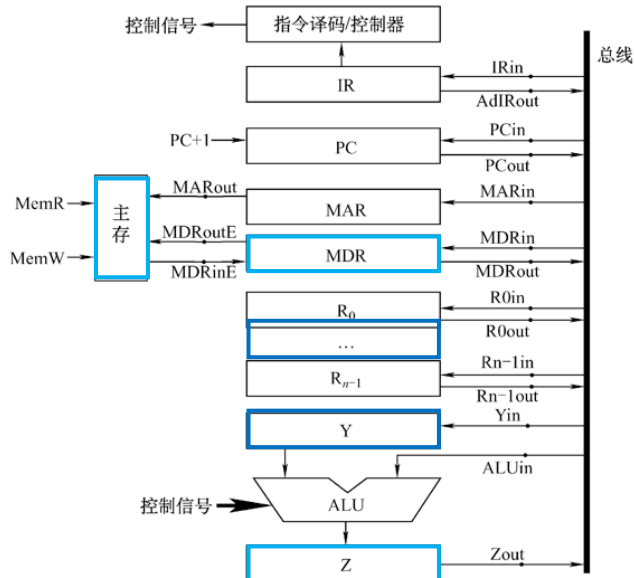 控制信号
指令译码/控制器
总线
IRin
IR
AdIRout
PC+1
PCin
PC
PCout
MemR
主存
MARout
MARin
MAR
MDRoutE
MDRin
MemW
MDR
MDRinE
MDRout
R0in
R0
R0out
…
Rn-1in
Rn-1
Rn-1out
Yin
Y
ALUin
控制信号
ALU
Zout
Z